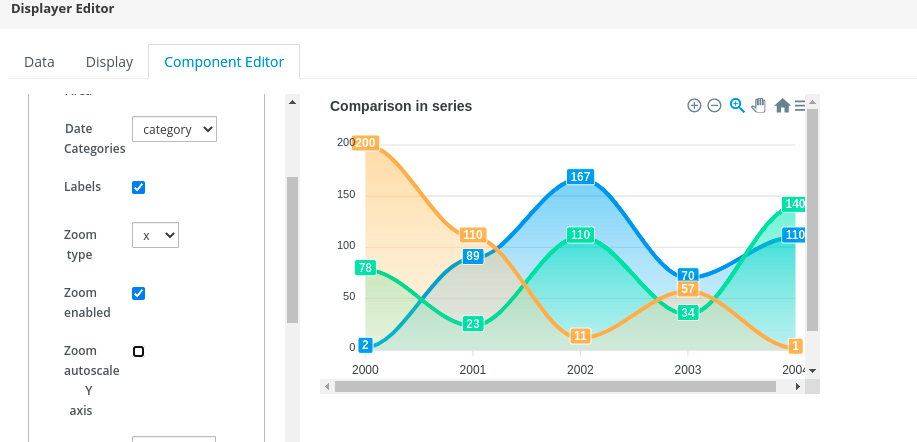 Displayer Editor
Data Display Component Editor
Area
Date Categories
category
Labels
Zoom type
x
Zoom enabled
Zoom autoscale Y axis
Comparison in series
200
150
100
50
0
200
110
11
57
1
2
89
167
70
110
78
23
110
34
140
2000 2001 2002 2003 2004